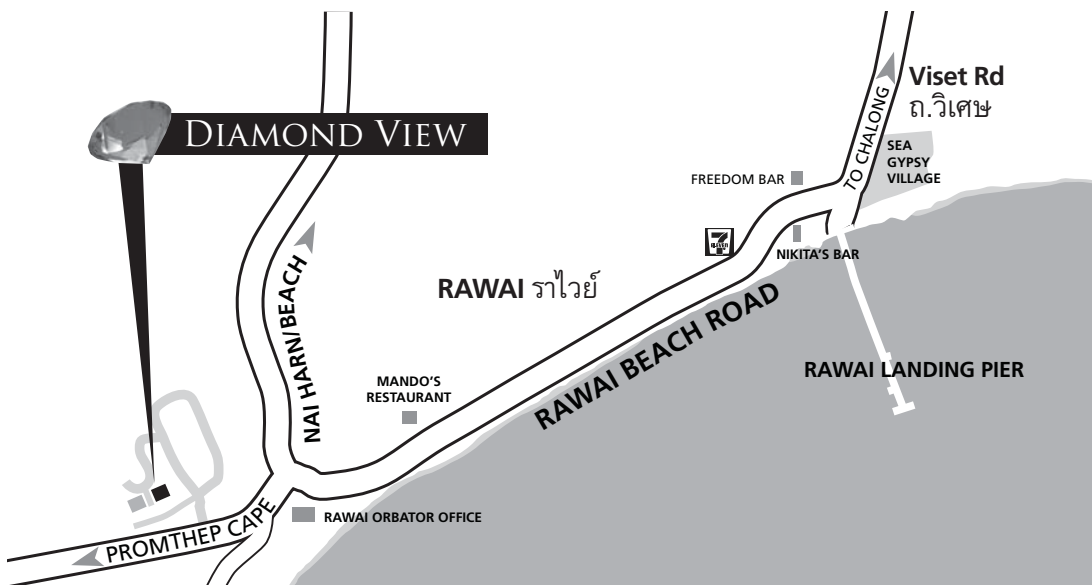 Viset Rd
ถ.วิเศษ
DIAMOND VIEW
TO CHALONG
SEA
GYPSY
VILLAGE
FREEDOM BAR
7
ELEVEN
NIKITA'S BAR
RAWAI ราไวย์
NAI HARN/BEACH
RAWAI BEACH ROAD
RAWAI LANDING PIER
MANDO'S
RESTAURANT
RAWAI ORBATOR OFFICE
PROMTHEP CAPE